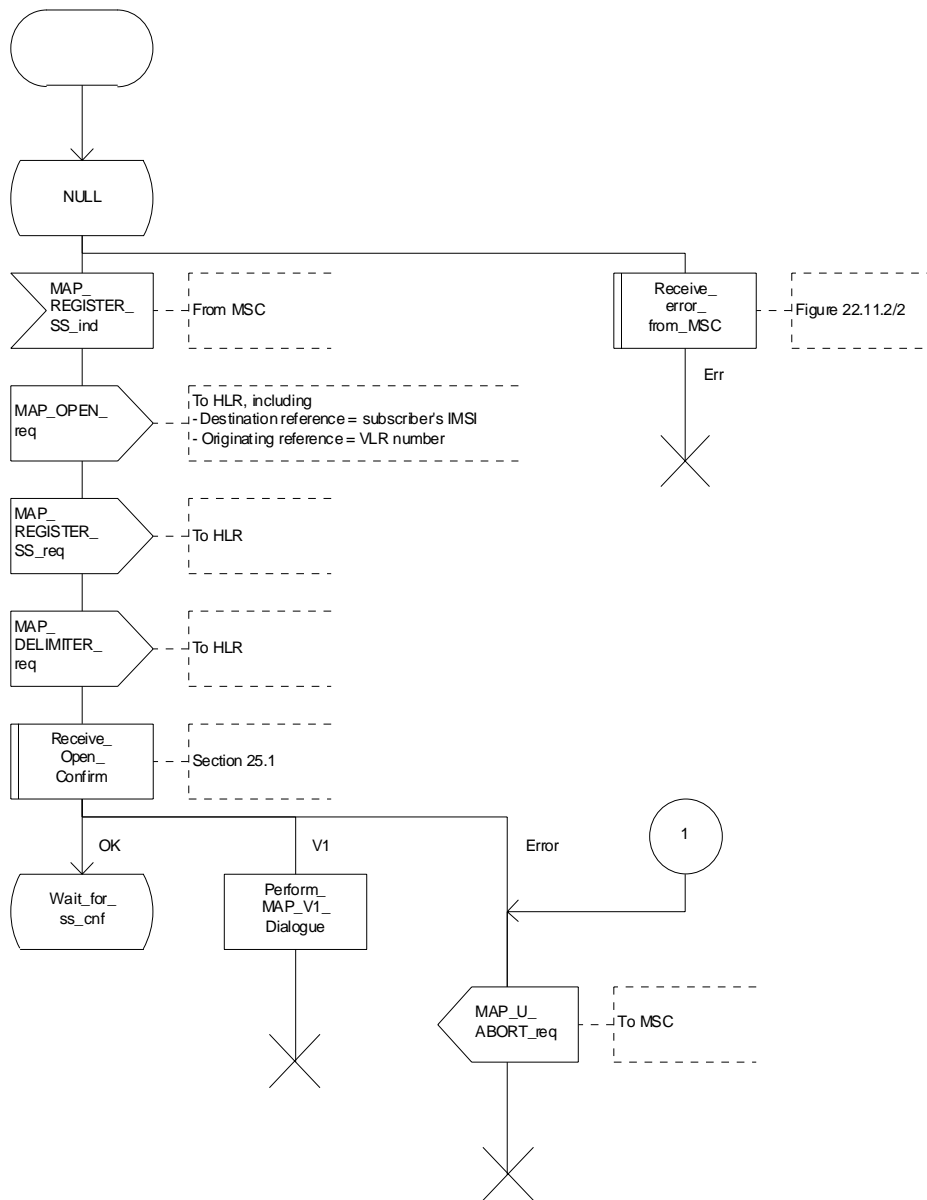 NULL
MAP_
REGISTER_
SS_ind
From MSC
Receive_
error_
from_MSC
Figure 22.11.2/2
Err
MAP_OPEN_
req
To HLR, including
- Destination reference = subscriber's IMSI
- Originating reference = VLR number
MAP_
REGISTER_
SS_req
To HLR
MAP_
DELIMITER_
req
To HLR
Receive_
Open_
Confirm
Section 25.1
OK
V1
Error
1
Wait_for_
ss_cnf
Perform_
MAP_V1_
Dialogue
MAP_U_
ABORT_req
To MSC